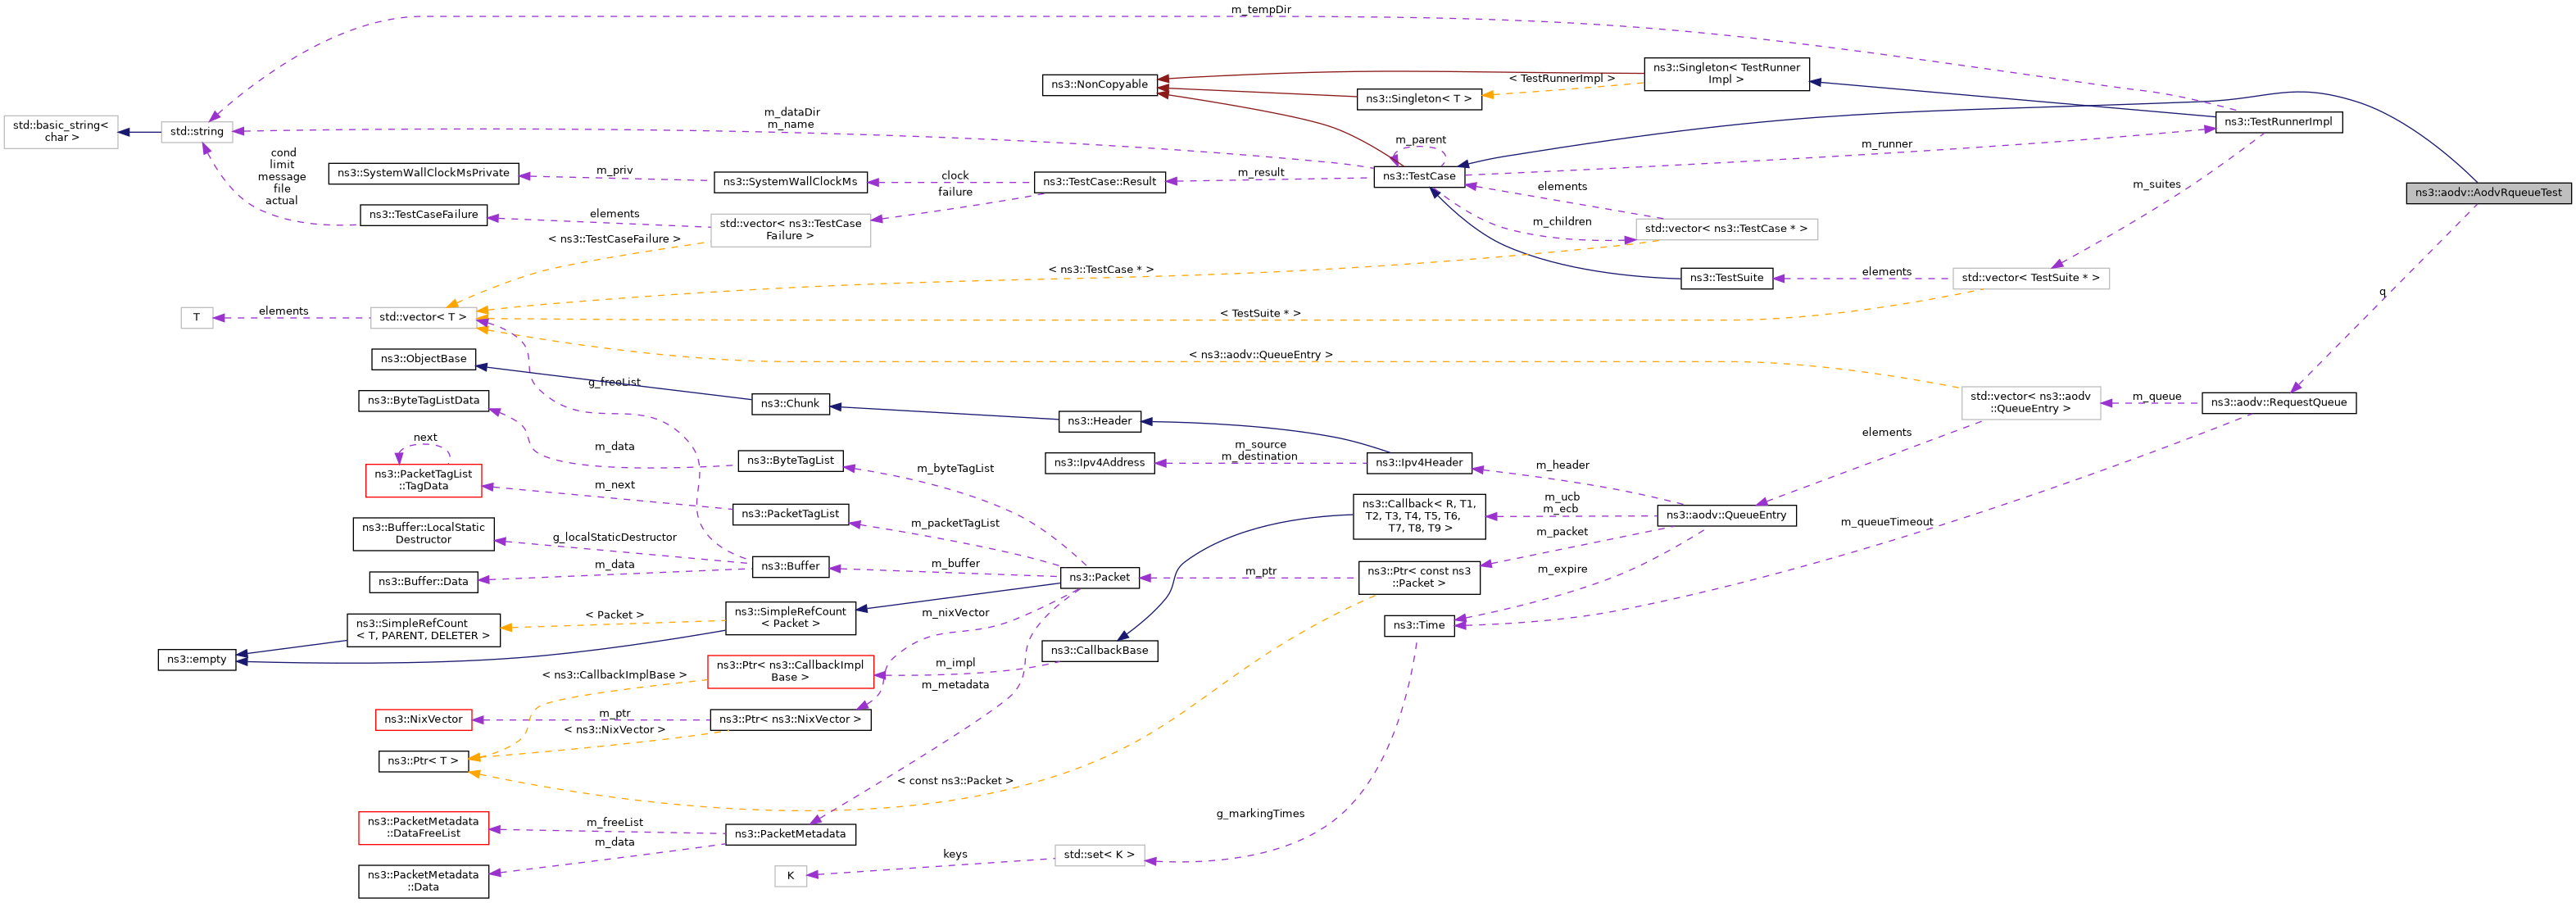 m_tempDir
ns3::NonCopyable
< TestRunnerImpl >
ns3::Singleton< T >
ns3::Singleton< TestRunner
Impl >
std::basic_string<
char >
std::string
m_dataDir
m_name
m_parent
m_runner
ns3::TestRunnerImpl
cond
limit
message
file
actual
ns3::SystemWallClockMsPrivate
m_priv
ns3::SystemWallClockMs
clock
failure
ns3::TestCase::Result
m_result
ns3::TestCase
elements
m_children
m_suites
ns3::aodv::AodvRqueueTest
ns3::TestCaseFailure
elements
std::vector< ns3::TestCase
Failure >
std::vector< ns3::TestCase * >
< ns3::TestCaseFailure >
< ns3::TestCase * >
ns3::TestSuite
elements
std::vector< TestSuite * >
q
T
elements
std::vector< T >
< TestSuite * >
ns3::ObjectBase
< ns3::aodv::QueueEntry >
g_freeList
ns3::ByteTagListData
ns3::Chunk
ns3::Header
std::vector< ns3::aodv
::QueueEntry >
m_queue
ns3::aodv::RequestQueue
next
ns3::PacketTagList
::TagData
m_data
m_next
ns3::ByteTagList
m_byteTagList
ns3::Ipv4Address
m_source
m_destination
ns3::Ipv4Header
m_header
elements
ns3::PacketTagList
m_packetTagList
ns3::Callback< R, T1,
T2, T3, T4, T5, T6,
T7, T8, T9 >
m_ucb
m_ecb
m_packet
ns3::aodv::QueueEntry
m_queueTimeout
ns3::Buffer::LocalStatic
Destructor
g_localStaticDestructor
m_data
ns3::Buffer
m_buffer
ns3::Packet
m_ptr
ns3::Ptr< const ns3
::Packet >
m_expire
ns3::Buffer::Data
ns3::SimpleRefCount
< T, PARENT, DELETER >
< Packet >
ns3::SimpleRefCount
< Packet >
m_nixVector
ns3::Time
ns3::empty
ns3::CallbackBase
m_impl
m_metadata
ns3::Ptr< ns3::CallbackImpl
Base >
< ns3::CallbackImplBase >
ns3::NixVector
m_ptr
< ns3::NixVector >
ns3::Ptr< ns3::NixVector >
ns3::Ptr< T >
< const ns3::Packet >
ns3::PacketMetadata
::DataFreeList
m_freeList
m_data
ns3::PacketMetadata
g_markingTimes
ns3::PacketMetadata
::Data
K
keys
std::set< K >